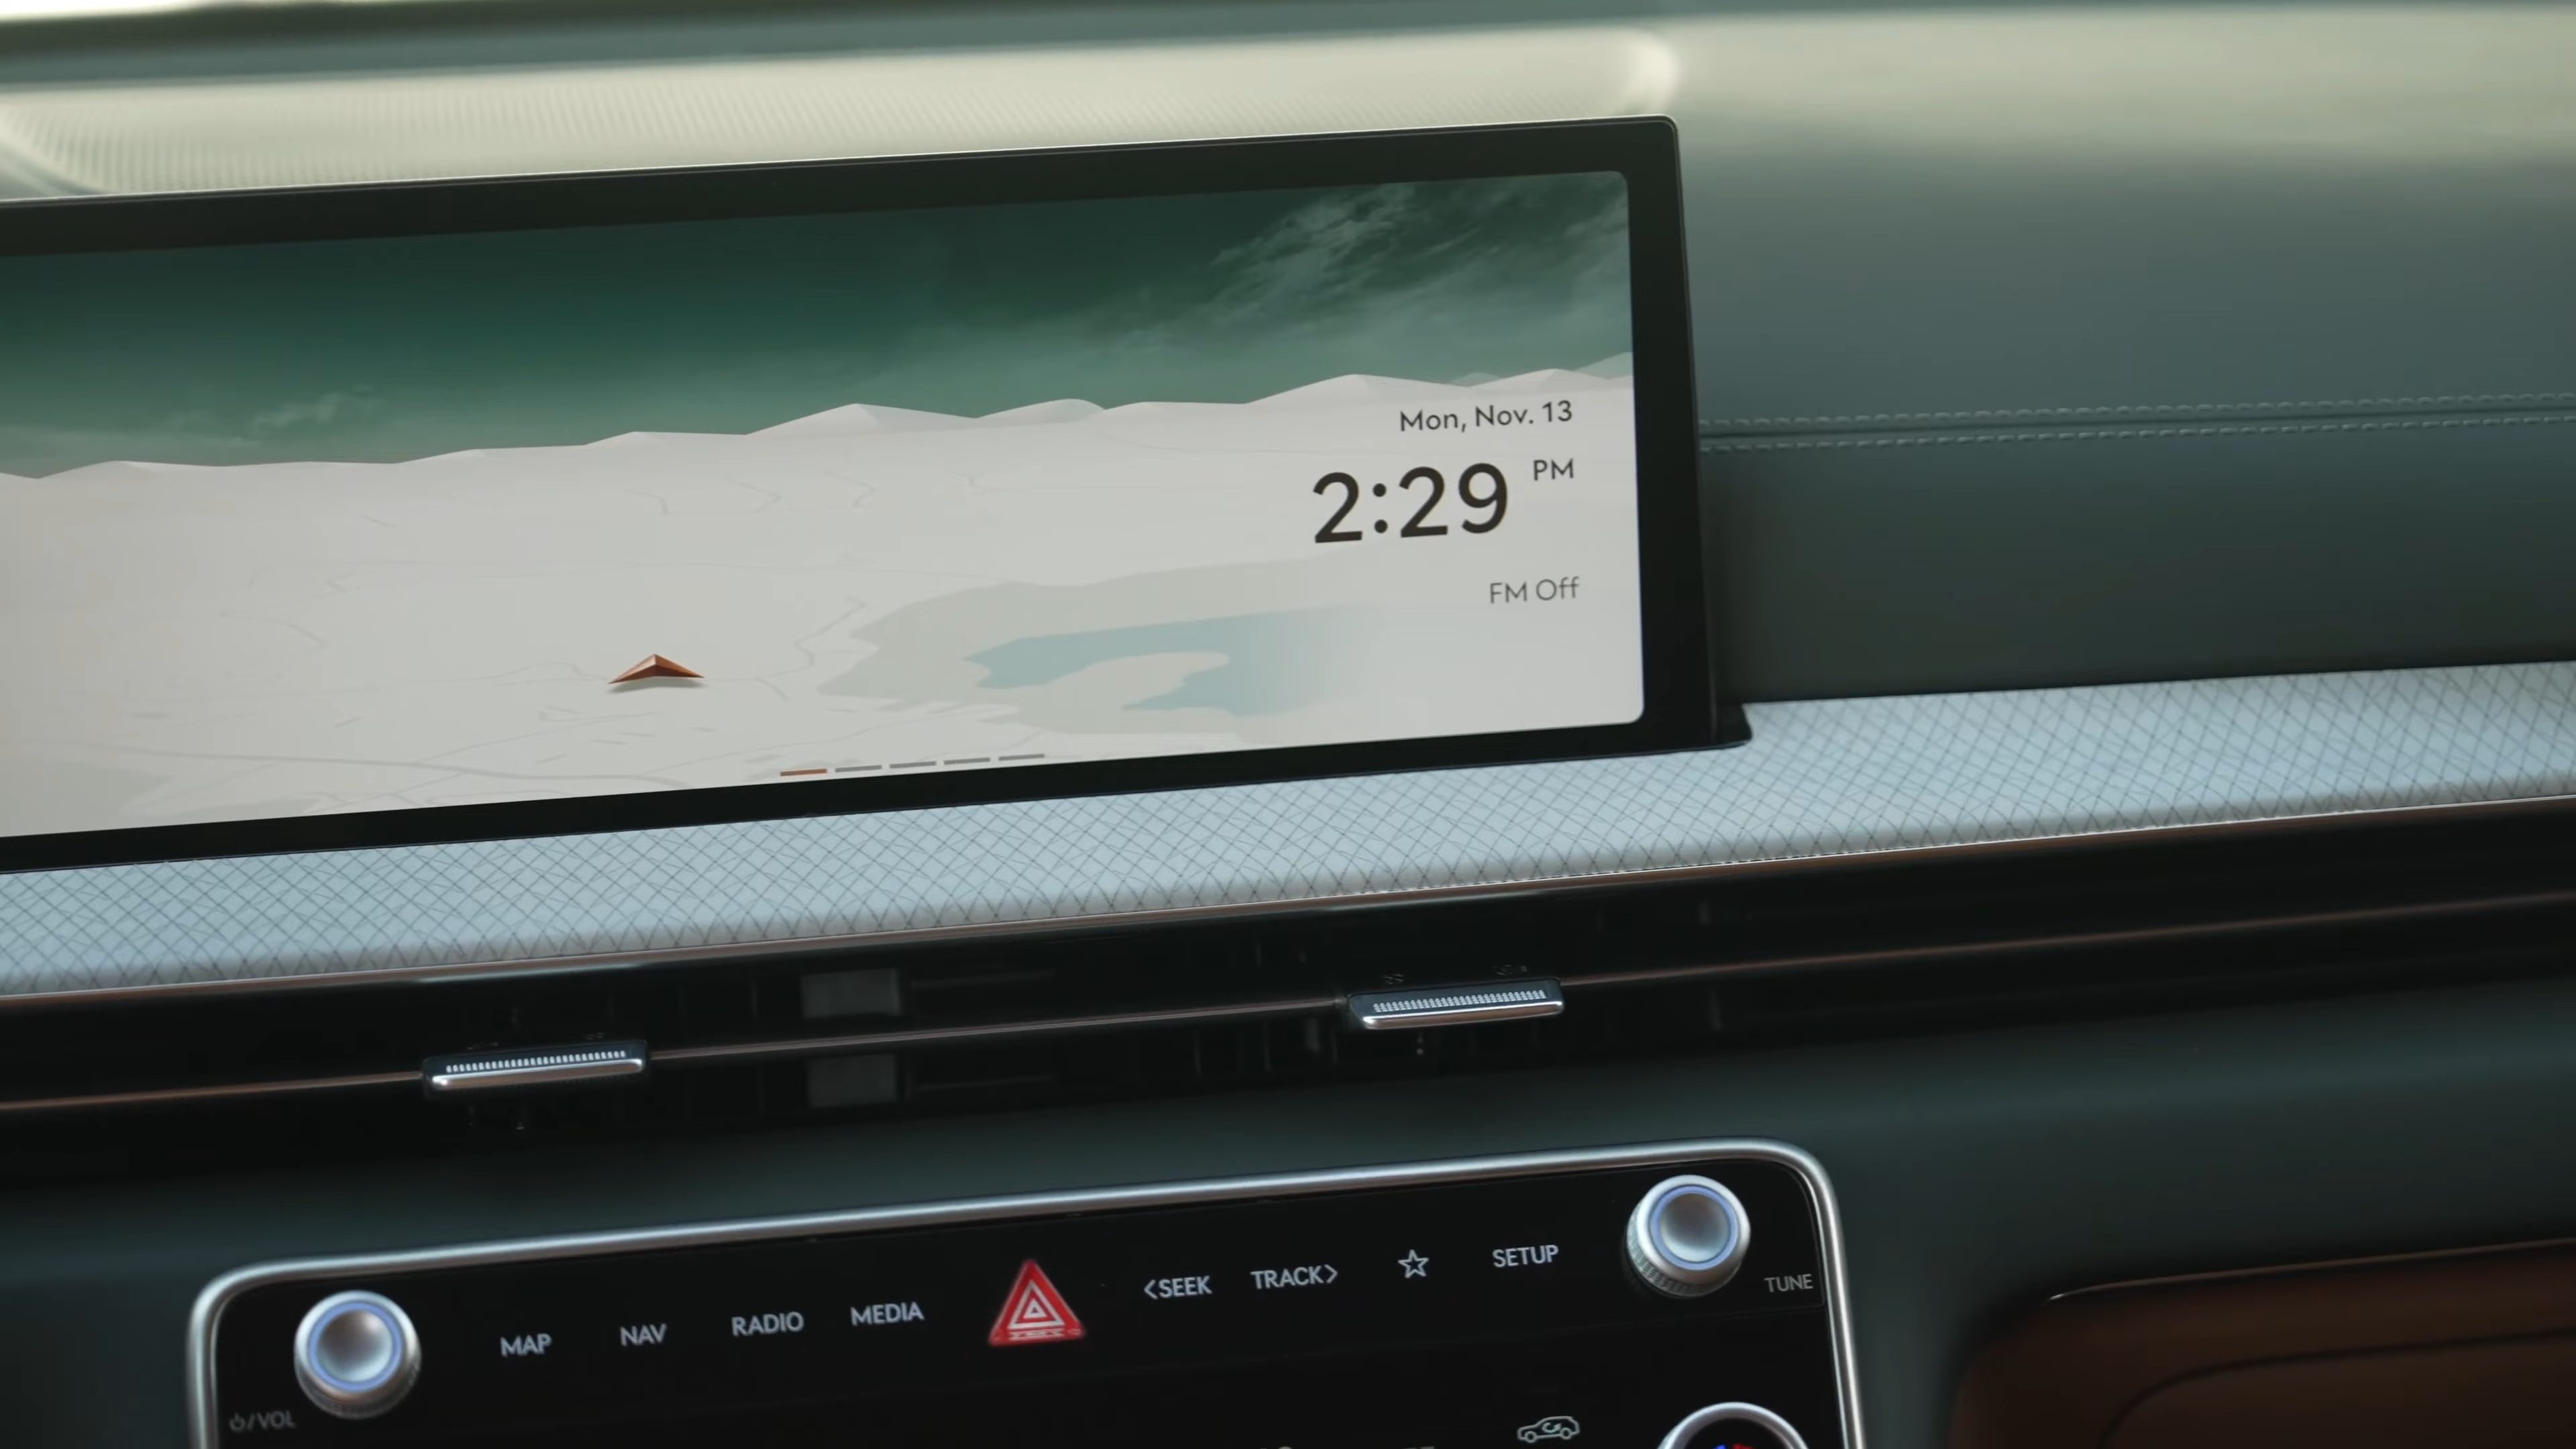 Mon, Nov. 13
2:29 PM
FM Off
MAP
NAV
RADIO
MEDIA
<SEEK
TRACK>
☆
SETUP
TUNE
⏻/VOL